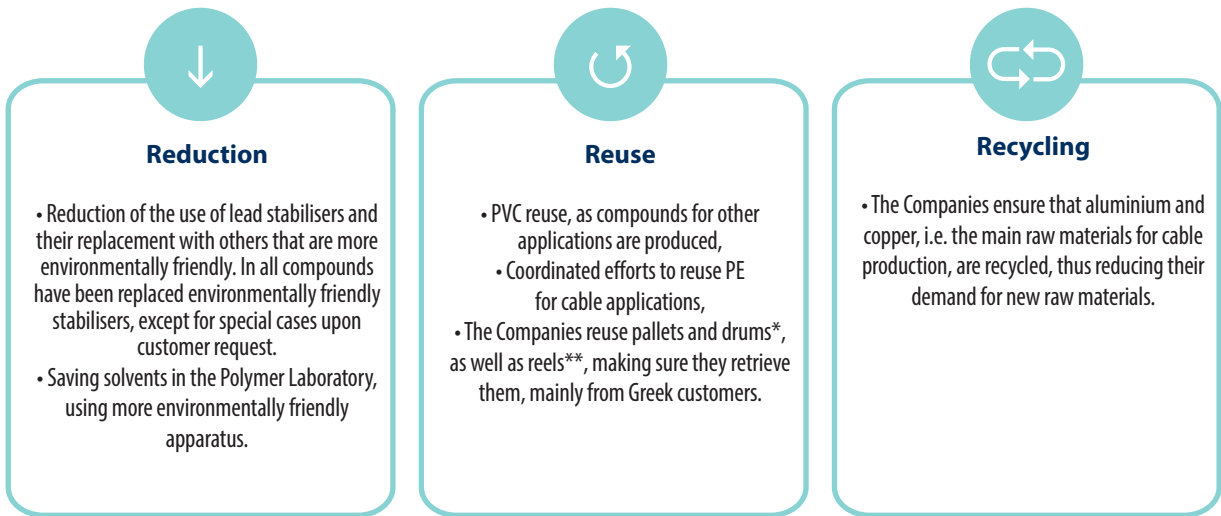 Reduction
• Reduction of the use of lead stabilisers and
their replacement with others that are more
environmentally friendly. In all compounds
have been replaced environmentally friendly
stabilisers, except for special cases upon
customer request.
• Saving solvents in the Polymer Laboratory,
using more environmentally friendly
apparatus.
Reuse
• PVC reuse, as compounds for other
applications are produced,
• Coordinated efforts to reuse PE
for cable applications,
• The Companies reuse pallets and drums*,
as well as reels**, making sure they retrieve
them, mainly from Greek customers.
Recycling
• The Companies ensure that aluminium and
copper, i.e. the main raw materials for cable
production, are recycled, thus reducing their
demand for new raw materials.